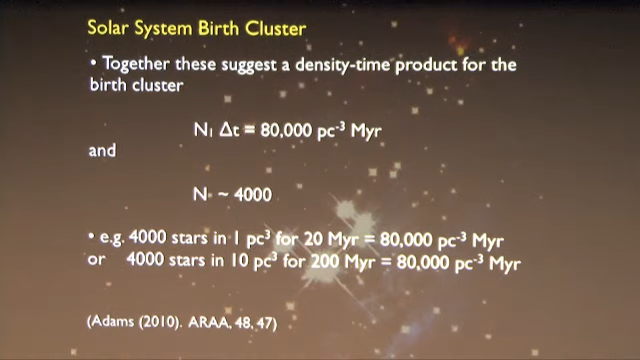 Solar System Birth Cluster
• Together these suggest a density-time product for the
birth cluster
N₁ Δt = 80,000 pc⁻³ Myr
and
N* ~ 4000
• e.g. 4000 stars in 1 pc³ for 20 Myr = 80,000 pc⁻³ Myr
or 4000 stars in 10 pc³ for 200 Myr = 80,000 pc⁻³ Myr
(Adams (2010). ARAA, 48, 47)